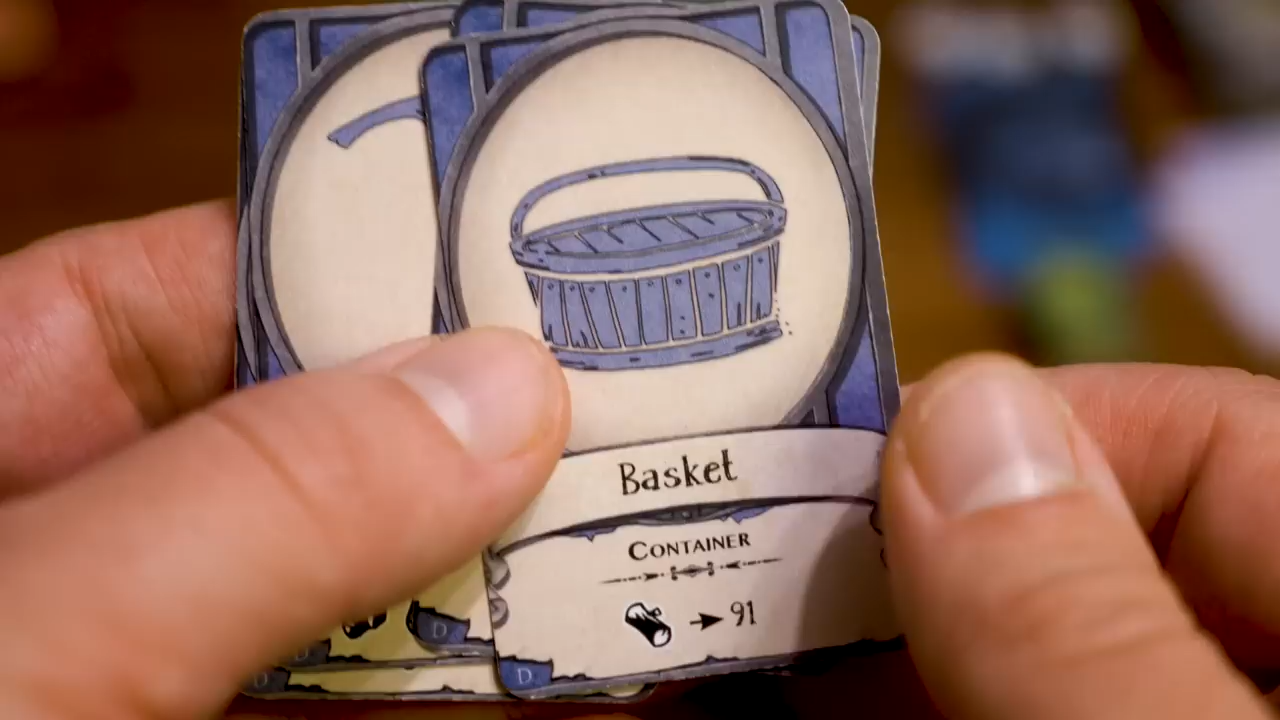 Basket
CONTAINER
→ 91
D
D